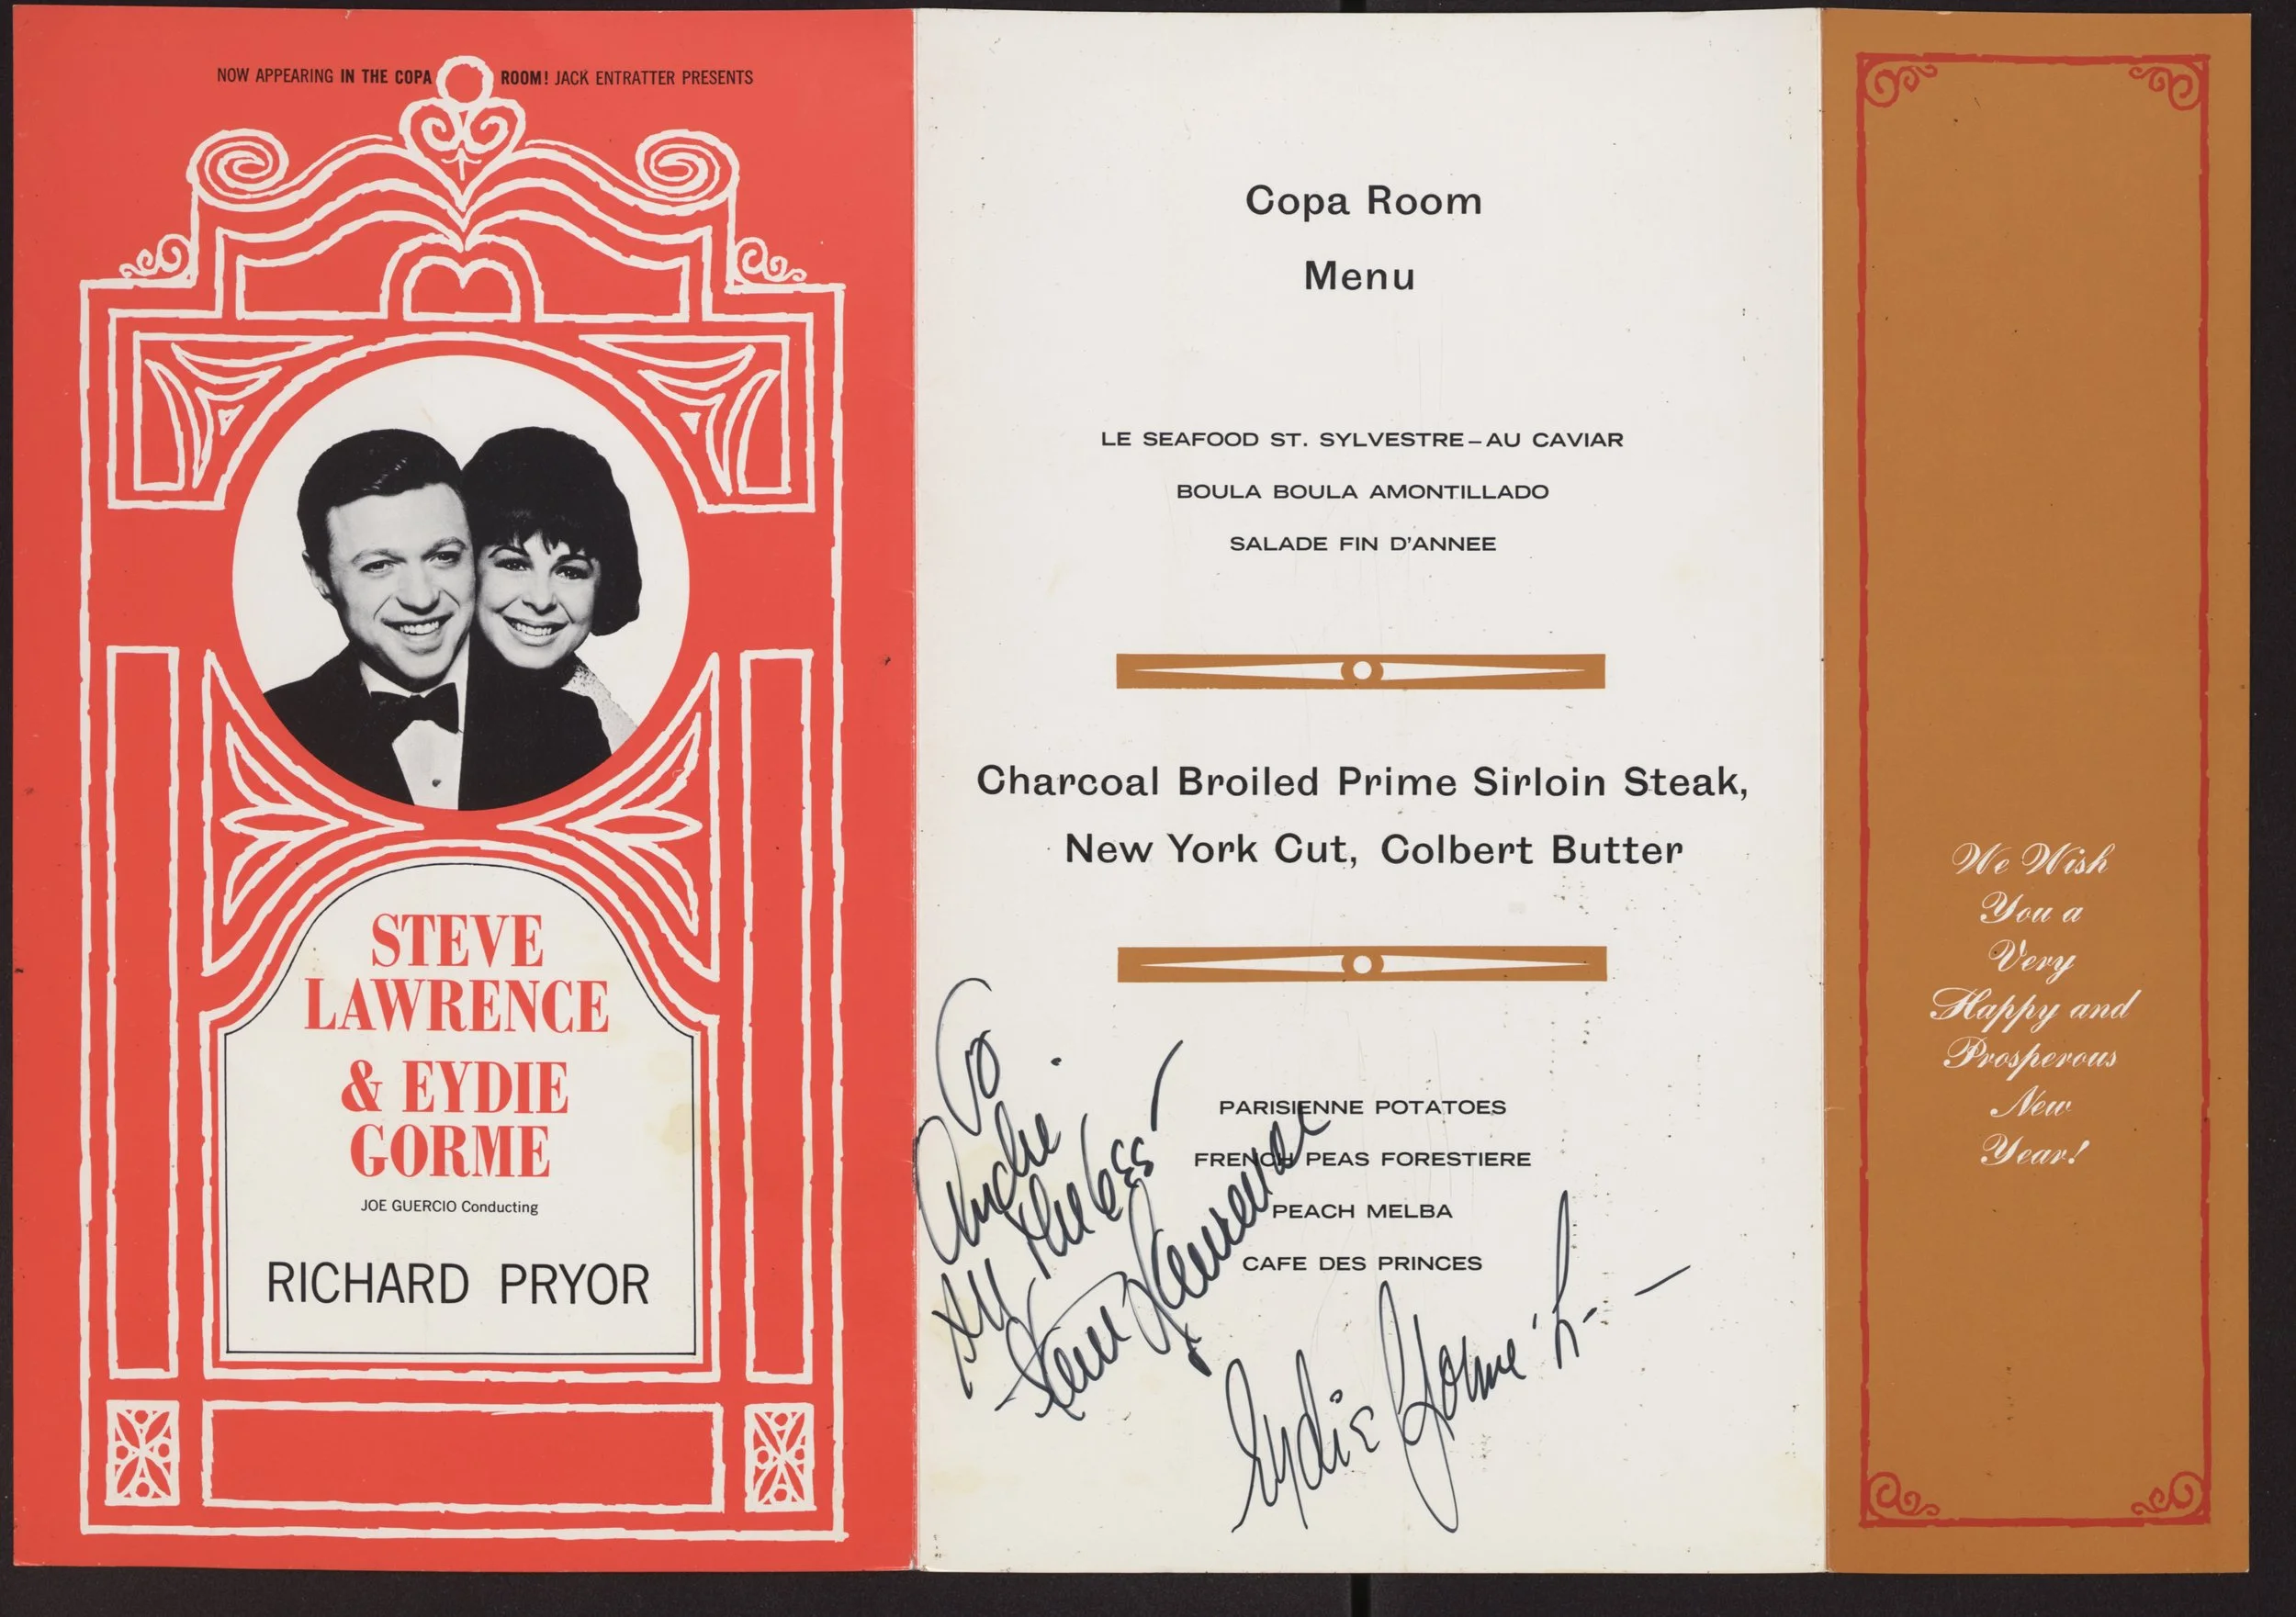 NOW APPEARING IN THE COPA ROOM! JACK ENTRATTER PRESENTS
STEVE
LAWRENCE
& EYDIE
GORME
JOE GUERCIO Conducting
RICHARD PRYOR
Copa Room
Menu
LE SEAFOOD ST. SYLVESTRE – AU CAVIAR
BOULA BOULA AMONTILLADO
SALADE FIN D'ANNEE
Charcoal Broiled Prime Sirloin Steak,
New York Cut, Colbert Butter
PARISIENNE POTATOES
FRENCH PEAS FORESTIERE
PEACH MELBA
CAFE DES PRINCES
To
All the best
Steve Lawrence
Eydie Gorme
We Wish
You a
Very
Happy and
Prosperous
New
Year!